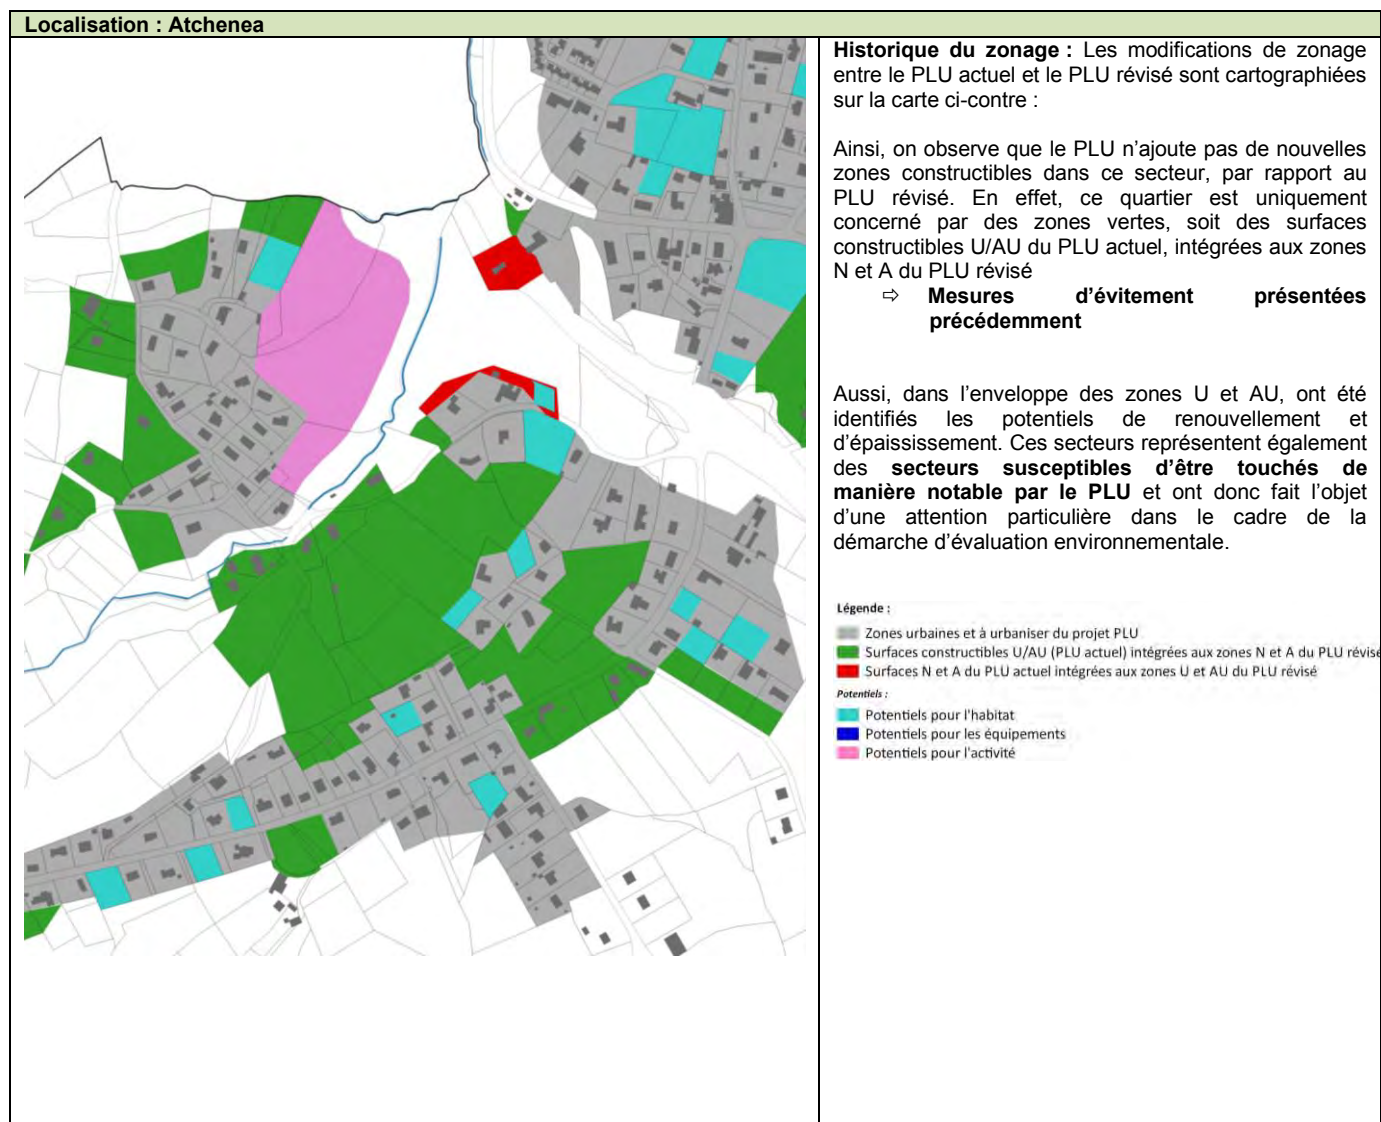 Localisation : Atchenea
Historique du zonage : Les modifications de zonage
entre le PLU actuel et le PLU révisé sont cartographiées
sur la carte ci-contre :
Ainsi, on observe que le PLU n'ajoute pas de nouvelles
zones constructibles dans ce secteur, par rapport au
PLU révisé. En effet, ce quartier est uniquement
concerné par des zones vertes, soit des surfaces
constructibles U/AU du PLU actuel, intégrées aux zones
N et A du PLU révisé
⇨ Mesures d'évitement présentées
précédemment
Aussi, dans l'enveloppe des zones U et AU, ont été
identifiés les potentiels de renouvellement et
d'épaississement. Ces secteurs représentent également
des secteurs susceptibles d'être touchés de
manière notable par le PLU et ont donc fait l'objet
d'une attention particulière dans le cadre de la
démarche d'évaluation environnementale.
Légende :
Zones urbaines et à urbaniser du projet PLU
Surfaces constructibles U/AU (PLU actuel) intégrées aux zones N et A du PLU révisé
Surfaces N et A du PLU actuel intégrées aux zones U et AU du PLU révisé
Potentiels :
Potentiels pour l'habitat
Potentiels pour les équipements
Potentiels pour l'activité